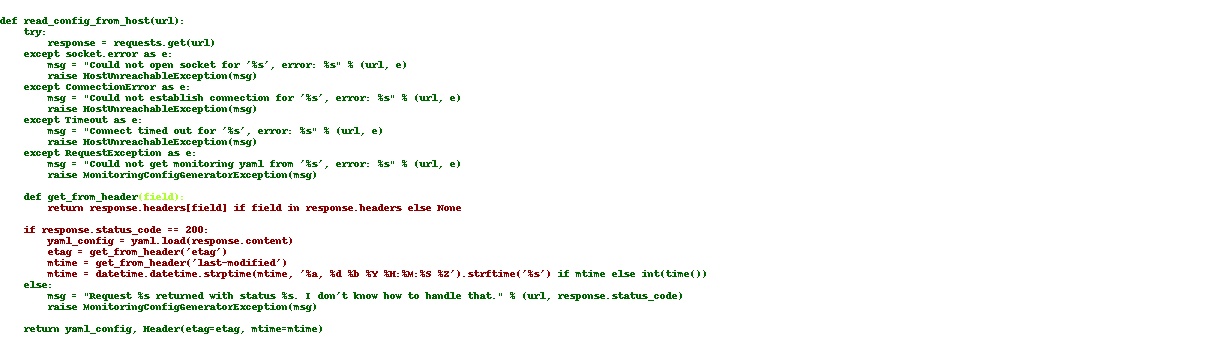 def read_config_from_host(url):
    try:
        response = requests.get(url)
    except socket.error as e:
        msg = "Could not open socket for '%s', error: %s" % (url, e)
        raise HostUnreachableException(msg)
    except ConnectionError as e:
        msg = "Could not establish connection for '%s', error: %s" % (url, e)
        raise HostUnreachableException(msg)
    except Timeout as e:
        msg = "Connect timed out for '%s', error: %s" % (url, e)
        raise HostUnreachableException(msg)
    except RequestException as e:
        msg = "Could not get monitoring yaml from '%s', error: %s" % (url, e)
        raise MonitoringConfigGeneratorException(msg)

    def get_from_header(field):
        return response.headers[field] if field in response.headers else None

    if response.status_code == 200:
        yaml_config = yaml.load(response.content)
        etag = get_from_header('etag')
        mtime = get_from_header('last-modified')
        mtime = datetime.datetime.strptime(mtime, '%a, %d %b %Y %H:%M:%S %Z').strftime('%s') if mtime else int(time())
    else:
        msg = "Request %s returned with status %s. I don't know how to handle that." % (url, response.status_code)
        raise MonitoringConfigGeneratorException(msg)

    return yaml_config, Header(etag=etag, mtime=mtime)